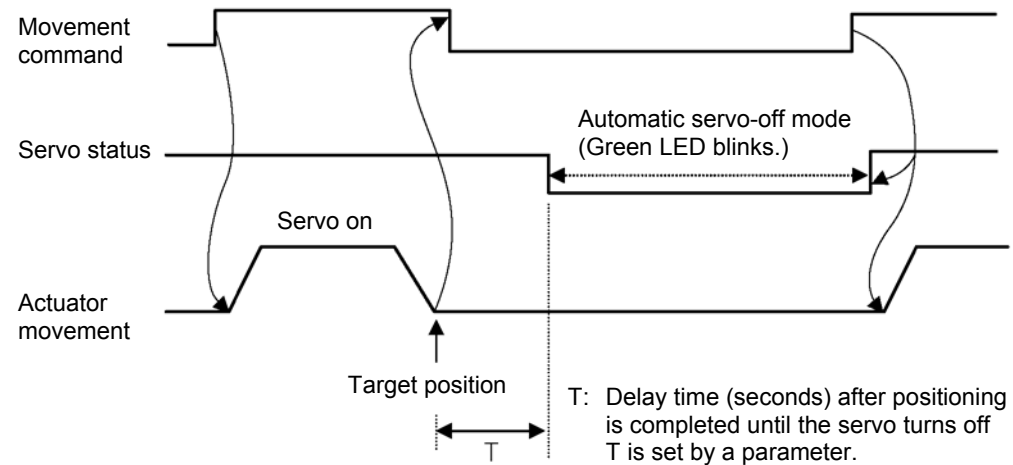 Movement
command
Automatic servo-off mode
(Green LED blinks.)
Servo status
Servo on
Actuator
movement
Target position
T: Delay time (seconds) after positioning
is completed until the servo turns off
T is set by a parameter.
T